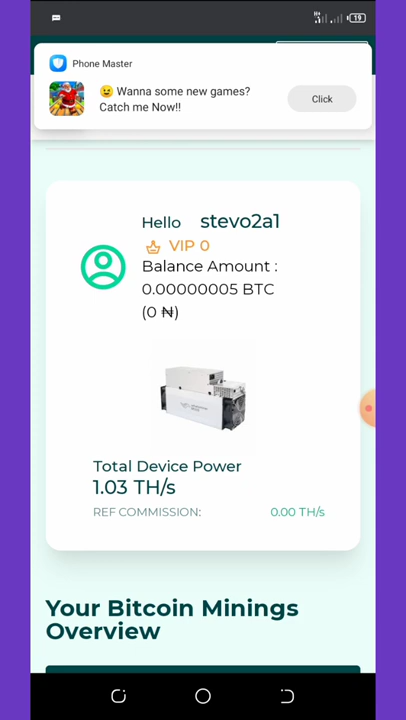 19
Phone Master
😉 Wanna some new games?
Catch me Now!!
Click
Hello stevo2a1
VIP 0
Balance Amount :
0.00000005 BTC
(0 ₦)
Total Device Power
1.03 TH/s
REF COMMISSION: 0.00 TH/s
Your Bitcoin Minings
Overview